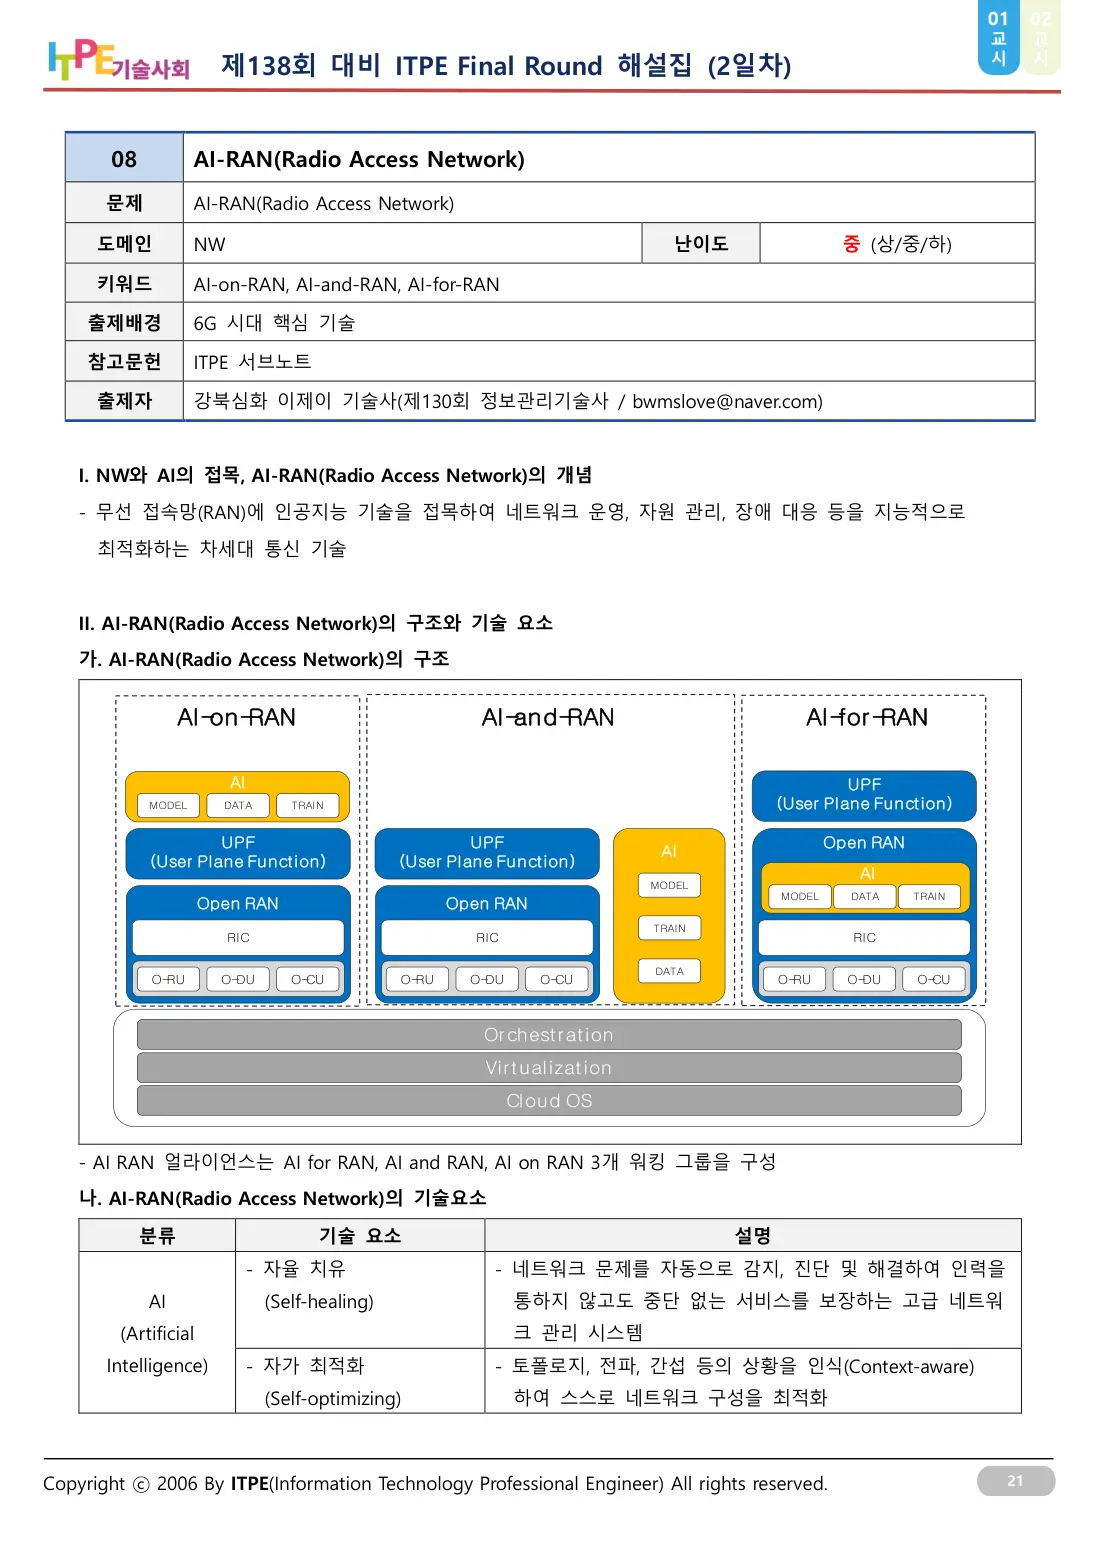 01
교
시
02
교
시
ITPE기술사회
제138회 대비 ITPE Final Round 해설집 (2일차)
08
AI-RAN(Radio Access Network)
문제
AI-RAN(Radio Access Network)
도메인
NW
난이도
중 (상/중/하)
키워드
AI-on-RAN, AI-and-RAN, AI-for-RAN
출제배경
6G 시대 핵심 기술
참고문헌
ITPE 서브노트
출제자
강북심화 이제이 기술사(제130회 정보관리기술사 / bwmslove@naver.com)
I. NW와 AI의 접목, AI-RAN(Radio Access Network)의 개념
- 무선 접속망(RAN)에 인공지능 기술을 접목하여 네트워크 운영, 자원 관리, 장애 대응 등을 지능적으로
최적화하는 차세대 통신 기술
II. AI-RAN(Radio Access Network)의 구조와 기술 요소
가. AI-RAN(Radio Access Network)의 구조
AI-on-RAN
AI
MODEL
DATA
TRAIN
UPF
(User Plane Function)
Open RAN
RIC
O-RU
O-DU
O-CU
AI-and-RAN
UPF
(User Plane Function)
Open RAN
RIC
O-RU
O-DU
O-CU
AI
MODEL
TRAIN
DATA
AI-for-RAN
UPF
(User Plane Function)
Open RAN
AI
MODEL
DATA
TRAIN
RIC
O-RU
O-DU
O-CU
Orchestration
Virtualization
Cloud OS
- AI RAN 얼라이언스는 AI for RAN, AI and RAN, AI on RAN 3개 워킹 그룹을 구성
나. AI-RAN(Radio Access Network)의 기술요소
분류
기술 요소
설명
AI
(Artificial
Intelligence)
- 자율 치유
(Self-healing)
- 네트워크 문제를 자동으로 감지, 진단 및 해결하여 인력을
통하지 않고도 중단 없는 서비스를 보장하는 고급 네트워
크 관리 시스템
- 자가 최적화
(Self-optimizing)
- 토폴로지, 전파, 간섭 등의 상황을 인식(Context-aware)
하여 스스로 네트워크 구성을 최적화
Copyright ⓒ 2006 By ITPE(Information Technology Professional Engineer) All rights reserved.
21